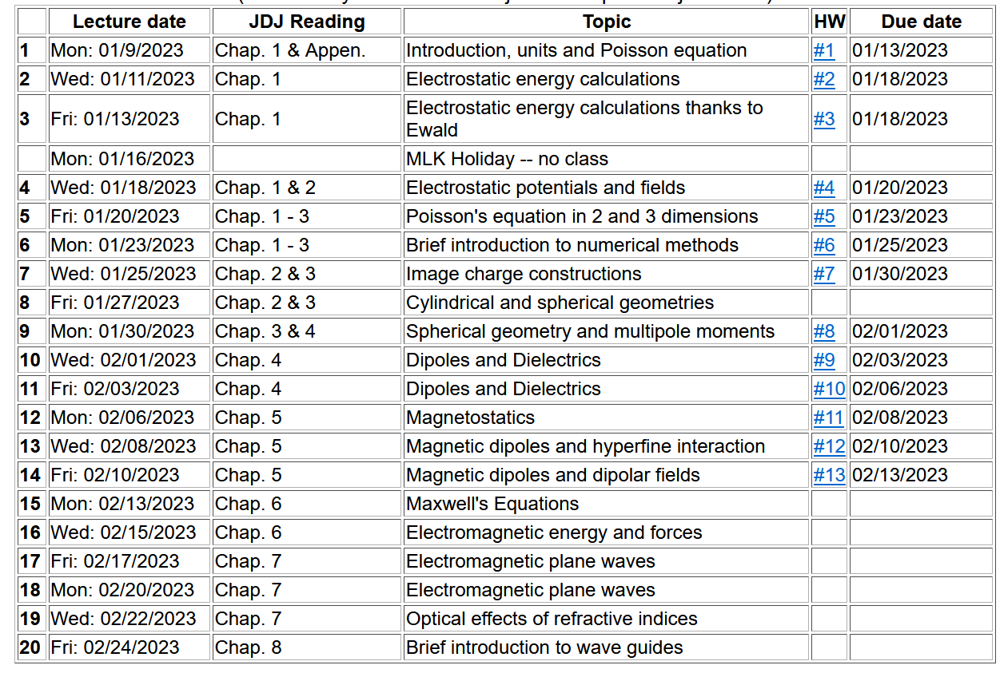 Lecture date JDJ Reading Topic HW Due date
1 Mon: 01/9/2023 Chap. 1 & Appen. Introduction, units and Poisson equation #1 01/13/2023
2 Wed: 01/11/2023 Chap. 1 Electrostatic energy calculations #2 01/18/2023
3 Fri: 01/13/2023 Chap. 1 Electrostatic energy calculations thanks to
Ewald #3 01/18/2023
Mon: 01/16/2023 MLK Holiday -- no class
4 Wed: 01/18/2023 Chap. 1 & 2 Electrostatic potentials and fields #4 01/20/2023
5 Fri: 01/20/2023 Chap. 1 - 3 Poisson's equation in 2 and 3 dimensions #5 01/23/2023
6 Mon: 01/23/2023 Chap. 1 - 3 Brief introduction to numerical methods #6 01/25/2023
7 Wed: 01/25/2023 Chap. 2 & 3 Image charge constructions #7 01/30/2023
8 Fri: 01/27/2023 Chap. 2 & 3 Cylindrical and spherical geometries
9 Mon: 01/30/2023 Chap. 3 & 4 Spherical geometry and multipole moments #8 02/01/2023
10 Wed: 02/01/2023 Chap. 4 Dipoles and Dielectrics #9 02/03/2023
11 Fri: 02/03/2023 Chap. 4 Dipoles and Dielectrics #10 02/06/2023
12 Mon: 02/06/2023 Chap. 5 Magnetostatics #11 02/08/2023
13 Wed: 02/08/2023 Chap. 5 Magnetic dipoles and hyperfine interaction #12 02/10/2023
14 Fri: 02/10/2023 Chap. 5 Magnetic dipoles and dipolar fields #13 02/13/2023
15 Mon: 02/13/2023 Chap. 6 Maxwell's Equations
16 Wed: 02/15/2023 Chap. 6 Electromagnetic energy and forces
17 Fri: 02/17/2023 Chap. 7 Electromagnetic plane waves
18 Mon: 02/20/2023 Chap. 7 Electromagnetic plane waves
19 Wed: 02/22/2023 Chap. 7 Optical effects of refractive indices
20 Fri: 02/24/2023 Chap. 8 Brief introduction to wave guides